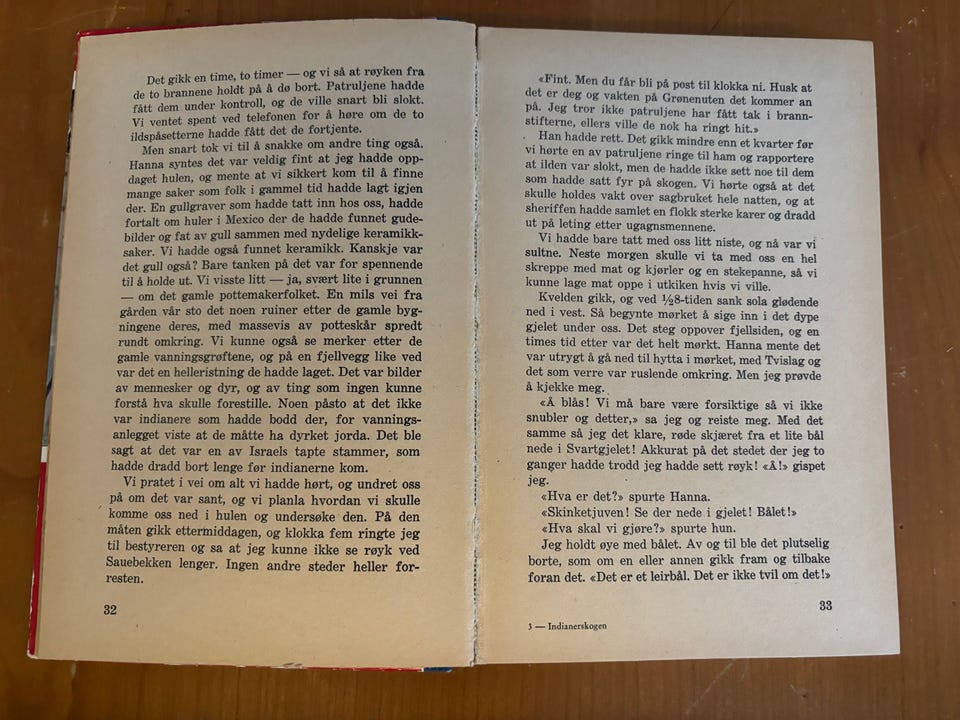 Det gikk en time, to timer — og vi så at røyken fra
de to brannene holdt på å dø bort. Patruljene hadde
fått dem under kontroll, og de ville snart bli slokt.
Vi ventet spent ved telefonen for å høre om de to
ildspåsetterne hadde fått det de fortjente.
Men snart tok vi til å snakke om andre ting også.
Hanna syntes det var veldig fint at jeg hadde opp-
daget hulen, og mente at vi sikkert kom til å finne
mange saker som folk i gammel tid hadde lagt igjen
der. En gullgraver som hadde tatt inn hos oss, hadde
fortalt om huler i Mexico der de hadde funnet gude-
bilder og fat av gull sammen med nydelige keramikk-
saker. Vi hadde også funnet keramikk. Kanskje var
det gull også? Bare tanken på det var for spennende
til å holde ut. Vi visste litt — ja, svært lite i grunnen
— om det gamle pottemakerfolket. En mils vei fra
gården vår sto det noen ruiner etter de gamle byg-
ningene deres, med massevis av potteskår spredt
rundt omkring. Vi kunne også se merker etter de
gamle vanningsgrøftene, og på en fjellvegg like ved
var det en helleristning de hadde laget. Det var bilder
av mennesker og dyr, og av ting som ingen kunne
forstå hva skulle forestille. Noen påsto at det ikke
var indianere som hadde bodd der, for vannings-
anlegget viste at de måtte ha dyrket jorda. Det ble
sagt at det var en av Israels tapte stammer, som
hadde dradd bort lenge før indianerne kom.
Vi pratet i vei om alt vi hadde hørt, og undret oss
på om det var sant, og vi planla hvordan vi skulle
komme oss ned i hulen og undersøke den. På den
måten gikk ettermiddagen, og klokka fem ringte jeg
til bestyreren og sa at jeg kunne ikke se røyk ved
Sauebekken lenger. Ingen andre steder heller for-
resten.
32
«Fint. Men du får bli på post til klokka ni. Husk at
det er deg og vakten på Grønenuten det kommer an
på. Jeg tror ikke patruljene har fått tak i brann-
stifterne, ellers ville de nok ha ringt hit.»
Han hadde rett. Det gikk mindre enn et kvarter før
vi hørte en av patruljene ringe til ham og rapportere
at ilden var slokt, men de hadde ikke sett noe til dem
som hadde satt fyr på skogen. Vi hørte også at det
skulle holdes vakt over sagbruket hele natten, og at
sheriffen hadde samlet en flokk sterke karer og dradd
ut på leting etter ugagnsmennene.
Vi hadde bare tatt med oss litt niste, og nå var vi
sultne. Neste morgen skulle vi ta med oss en hel
skreppe med mat og kjørler og en stekepanne, så vi
kunne lage mat oppe i utkiken hvis vi ville.
Kvelden gikk, og ved ½8-tiden sank sola glødende
ned i vest. Så begynte mørket å sige inn i det dype
gjelet under oss. Det steg oppover fjellsiden, og en
times tid etter var det helt mørkt. Hanna mente det
var utrygt å gå ned til hytta i mørket, med Tvislag og
det som verre var ruslende omkring. Men jeg prøvde
å kjekke meg.
«Å blås! Vi må bare være forsiktige så vi ikke
snubler og detter,» sa jeg og reiste meg. Med det
samme så jeg det klare, røde skjæret fra et lite bål
nede i Svartgjelet! Akkurat på det stedet der jeg to
ganger hadde trodd jeg hadde sett røyk! «Å!» gispet
jeg.
«Hva er det?» spurte Hanna.
«Skinketjuven! Se der nede i gjelet! Bålet!»
«Hva skal vi gjøre?» spurte hun.
Jeg holdt øye med bålet. Av og til ble det plutselig
borte, som om en eller annen gikk fram og tilbake
foran det. «Det er et leirbål. Det er ikke tvil om det!»
33
3 — Indianerskogen